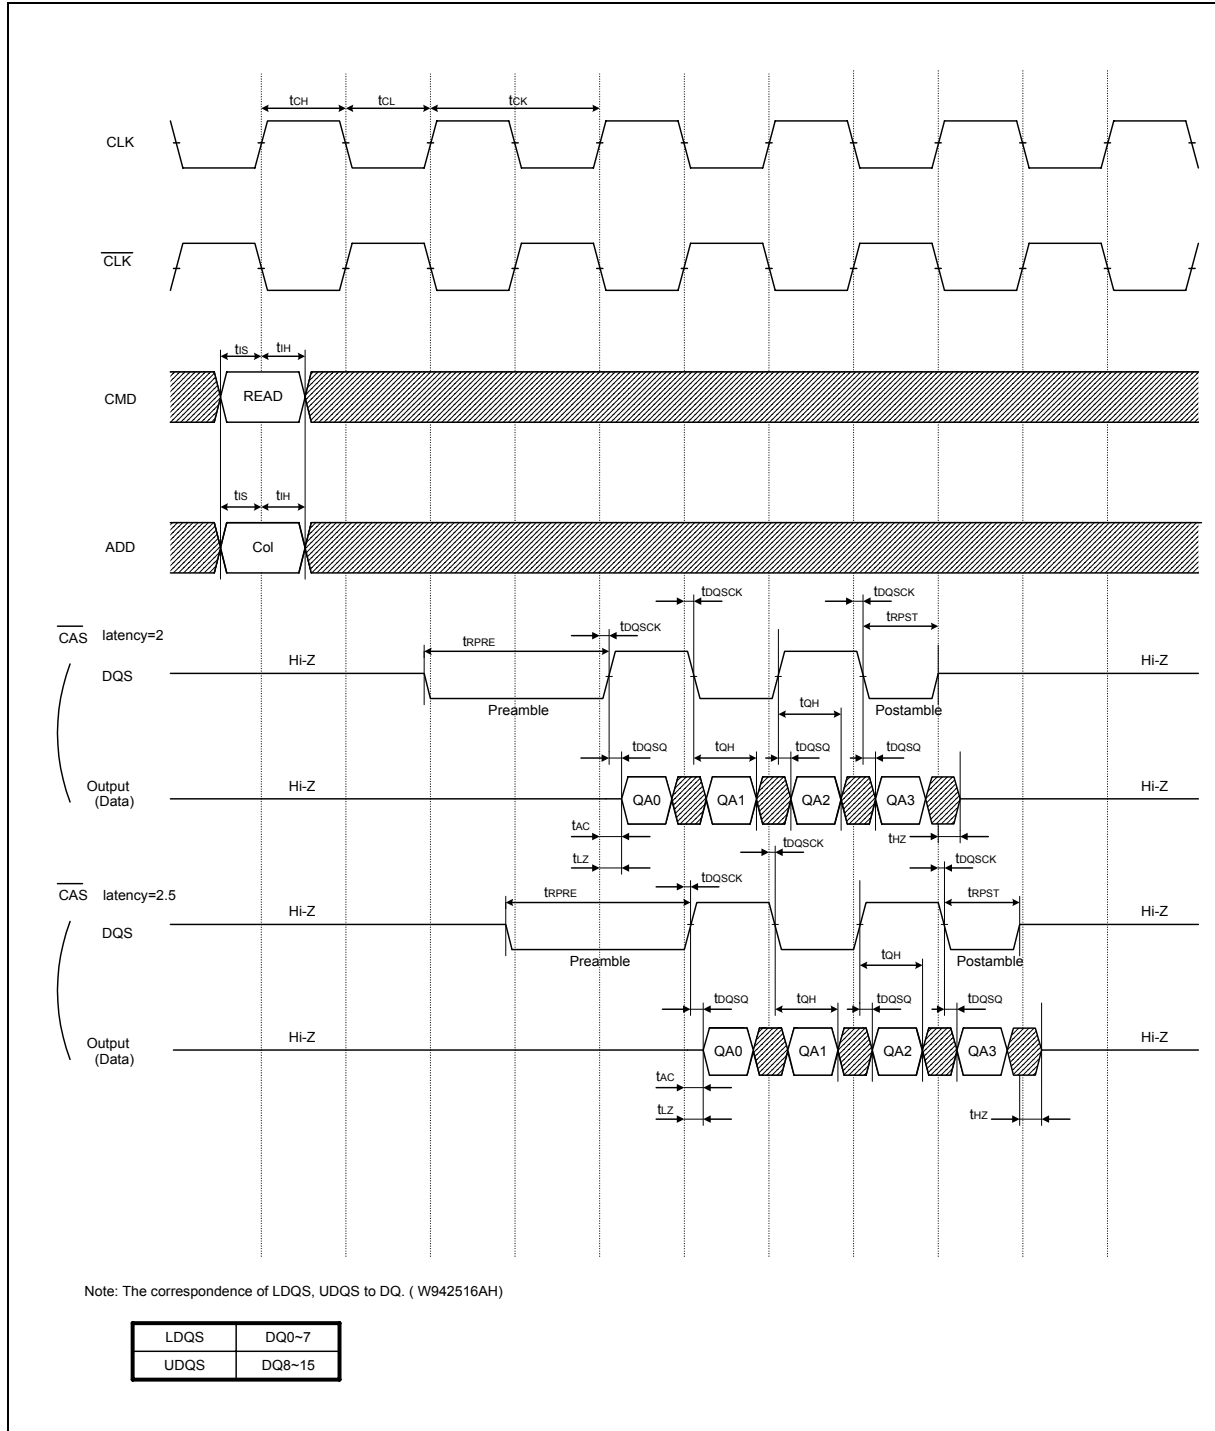 tCH tCL tCK
CLK
CLK
tIS tIH
CMD READ
tIS tIH
ADD Col
tDQSCK tDQSCK
CAS latency=2 tRPRE tDQSCK tRPST
Hi-Z Hi-Z
DQS
Preamble tQH Postamble
tDQSQ tQH tDQSQ tDQSQ
Output (Data) Hi-Z QA0 QA1 QA2 QA3
tAC tHZ
tLZ tDQSCK tDQSCK
CAS latency=2.5 tRPRE tDQSCK tRPST
Hi-Z Hi-Z
DQS
Preamble tQH Postamble
tDQSQ tQH tDQSQ tDQSQ
Output (Data) Hi-Z QA0 QA1 QA2 QA3 Hi-Z
tAC
tLZ tHZ
Note: The correspondence of LDQS, UDQS to DQ. ( W942516AH)
LDQS DQ0~7
UDQS DQ8~15